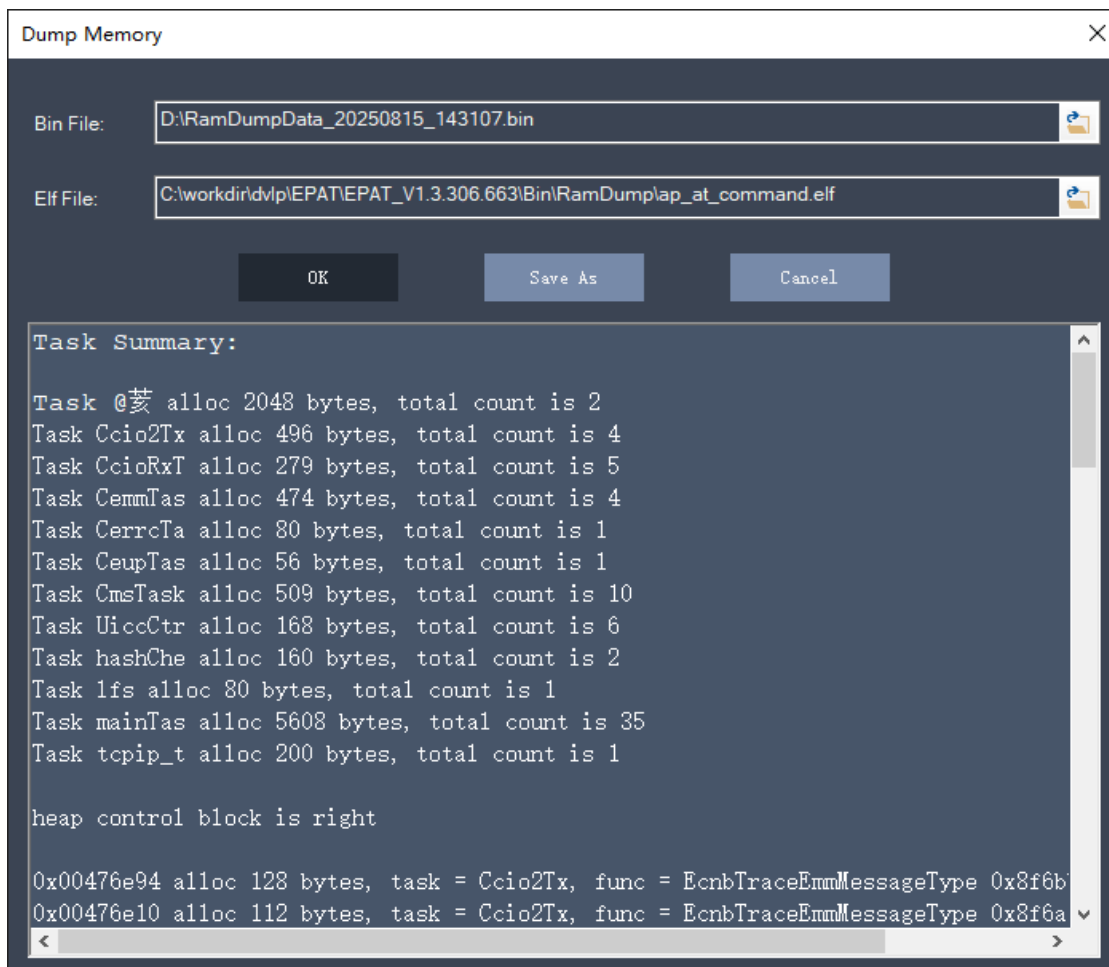 Dump Memory
Bin File:
D:\RamDumpData_20250815_143107.bin
Elf File:
C:\workdir\dvlp\EPAT\EPAT_V1.3.306.663\Bin\RamDump\ap_at_command.elf
OK
Save As
Cancel
Task Summary:
Task @荄 alloc 2048 bytes, total count is 2
Task Ccio2Tx alloc 496 bytes, total count is 4
Task CcioRxT alloc 279 bytes, total count is 5
Task CemmTas alloc 474 bytes, total count is 4
Task CerrcTa alloc 80 bytes, total count is 1
Task CeupTas alloc 56 bytes, total count is 1
Task CmsTask alloc 509 bytes, total count is 10
Task UiccCtr alloc 168 bytes, total count is 6
Task hashChe alloc 160 bytes, total count is 2
Task lfs alloc 80 bytes, total count is 1
Task mainTas alloc 5608 bytes, total count is 35
Task tcpip_t alloc 200 bytes, total count is 1
heap control block is right
0x00476e94 alloc 128 bytes, task = Ccio2Tx, func = EcnbTraceEmmMessageType 0x8f6b
0x00476e10 alloc 112 bytes, task = Ccio2Tx, func = EcnbTraceEmmMessageType 0x8f6a